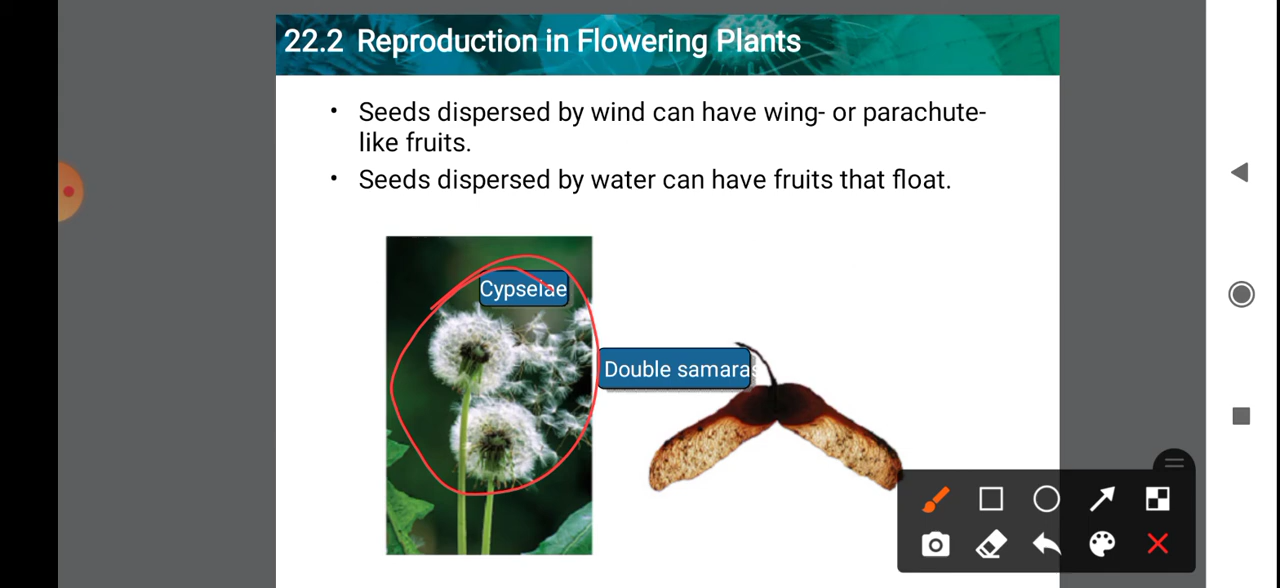 22.2 Reproduction in Flowering Plants
• Seeds dispersed by wind can have wing- or parachute-
like fruits.
• Seeds dispersed by water can have fruits that float.
Cypselae
Double samaras